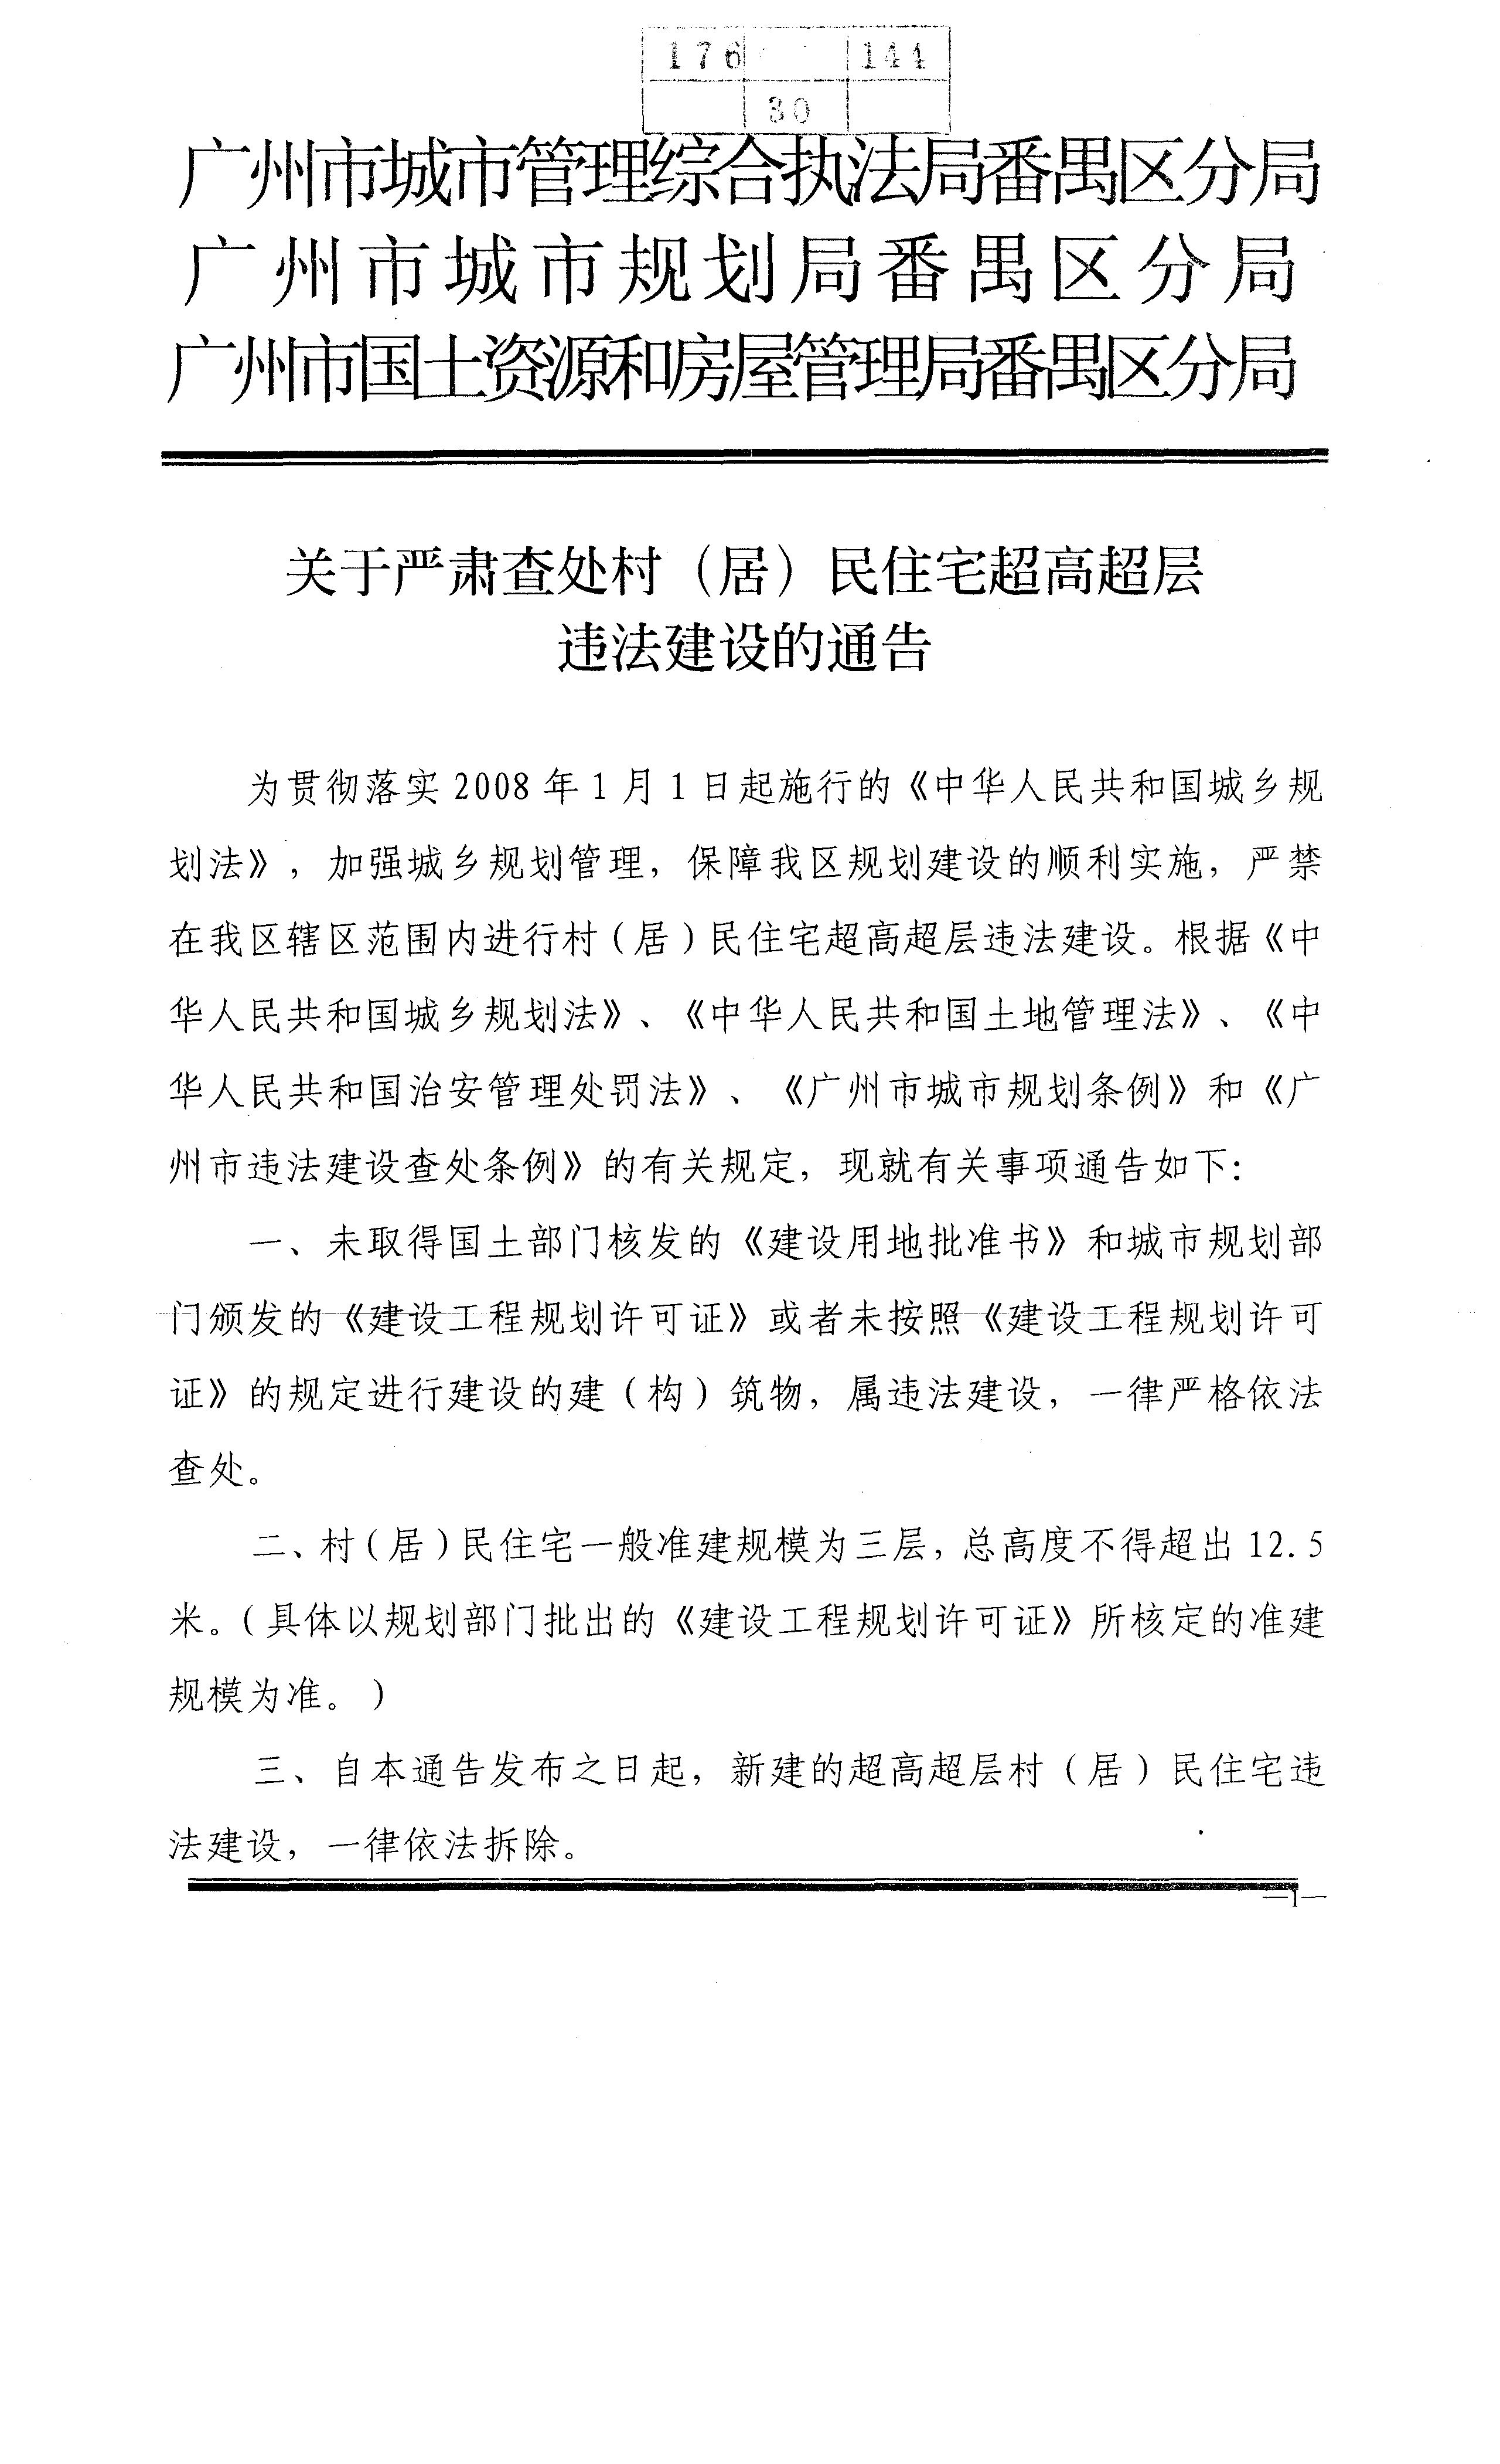 176 144
30
广州市城市管理综合执法局番禺区分局
广州市城市规划局番禺区分局
广州市国土资源和房屋管理局番禺区分局
关于严肃查处村（居）民住宅超高超层
违法建设的通告
为贯彻落实 2008 年 1 月 1 日起施行的《中华人民共和国城乡规
划法》，加强城乡规划管理，保障我区规划建设的顺利实施，严禁
在我区辖区范围内进行村（居）民住宅超高超层违法建设。根据《中
华人民共和国城乡规划法》、《中华人民共和国土地管理法》、《中
华人民共和国治安管理处罚法》、《广州市城市规划条例》和《广
州市违法建设查处条例》的有关规定，现就有关事项通告如下：
一、未取得国土部门核发的《建设用地批准书》和城市规划部
门颁发的《建设工程规划许可证》或者未按照《建设工程规划许可
证》的规定进行建设的建（构）筑物，属违法建设，一律严格依法
查处。
二、村（居）民住宅一般准建规模为三层，总高度不得超出 12.5
米。（具体以规划部门批出的《建设工程规划许可证》所核定的准建
规模为准。）
三、自本通告发布之日起，新建的超高超层村（居）民住宅违
法建设，一律依法拆除。
—1—